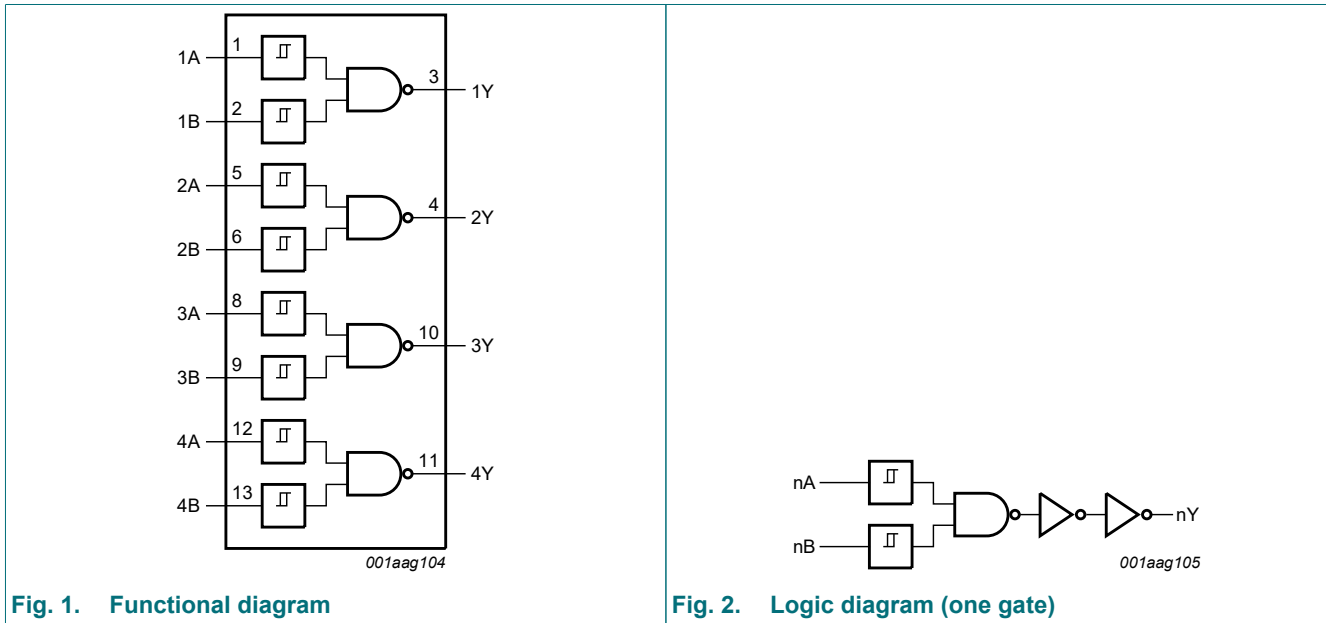 1A 1
3 1Y
1B 2
2A 5
4 2Y
2B 6
3A 8
10 3Y
3B 9
4A 12
11 4Y
4B 13
001aag104
Fig. 1. Functional diagram
nA
nY
nB
001aag105
Fig. 2. Logic diagram (one gate)